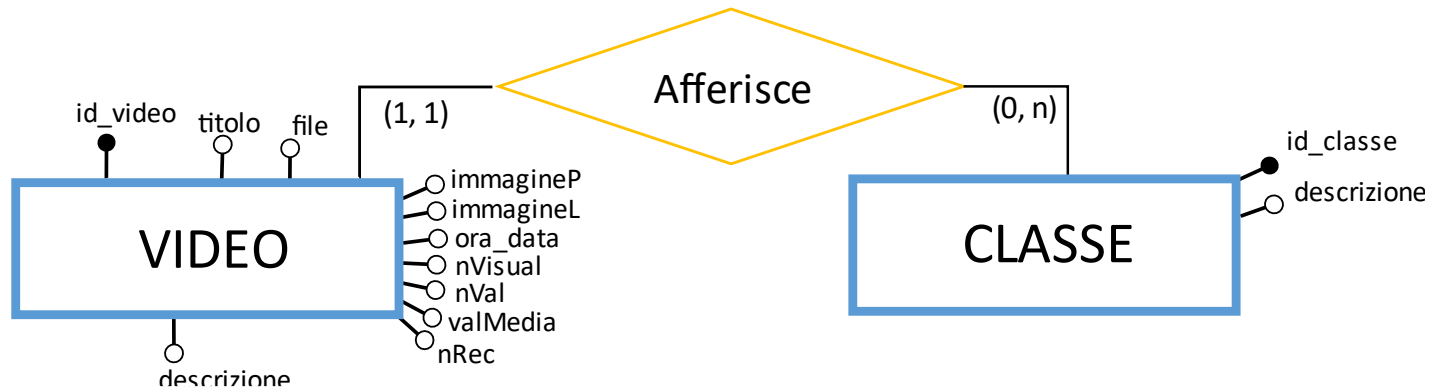 Afferisce
(1, 1)
(0, n)
id_video
titolo
file
immagineP
immagineL
ora_data
nVisual
nVal
valMedia
nRec
VIDEO
descrizione
id_classe
descrizione
CLASSE